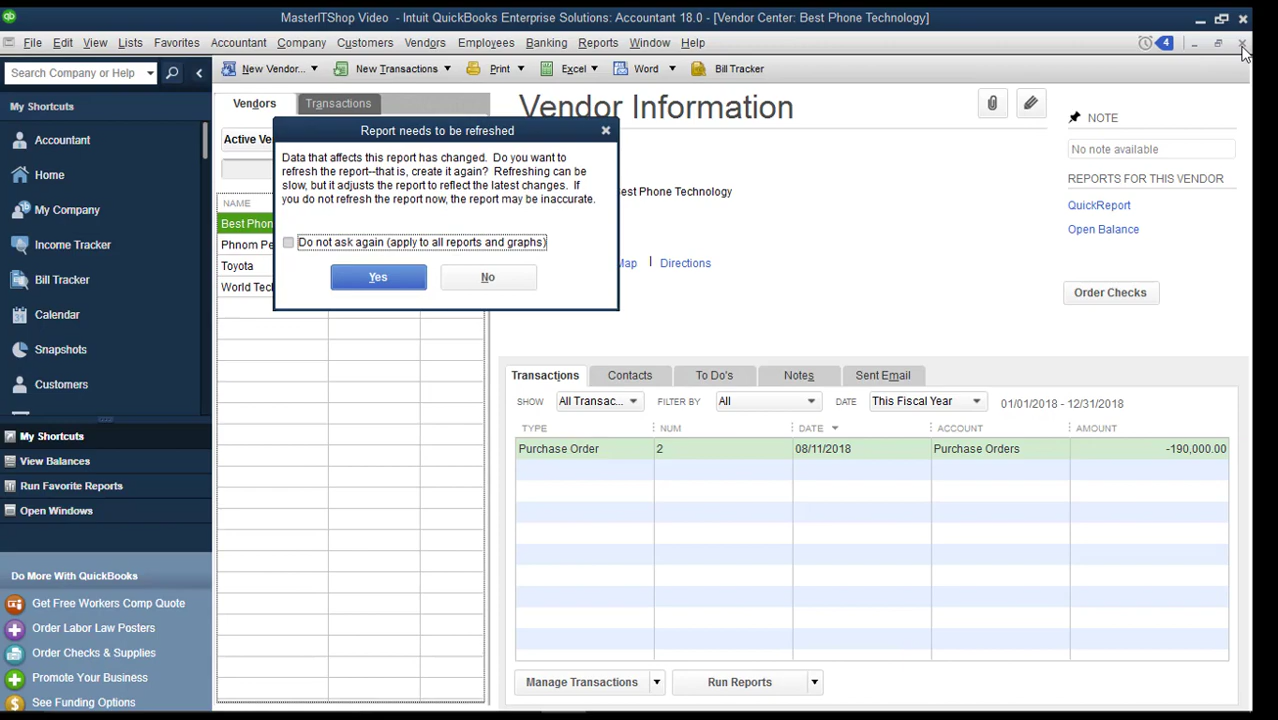 MasterITShop Video - Intuit QuickBooks Enterprise Solutions: Accountant 18.0 - [Vendor Center: Best Phone Technology]
File Edit View Lists Favorites Accountant Company Customers Vendors Employees Banking Reports Window Help
4
Search Company or Help
New Vendor... New Transactions Print Excel Word Bill Tracker
My Shortcuts
Accountant
Home
My Company
Income Tracker
Bill Tracker
Calendar
Snapshots
Customers
My Shortcuts
View Balances
Run Favorite Reports
Open Windows
Do More With QuickBooks
Get Free Workers Comp Quote
Order Labor Law Posters
Order Checks & Supplies
Promote Your Business
See Funding Options
Vendors Transactions
Active Ve
NAME
Best Phon
Phnom Pe
Toyota
World Tec
Report needs to be refreshed
Data that affects this report has changed. Do you want to
refresh the report--that is, create it again? Refreshing can be
slow, but it adjusts the report to reflect the latest changes. If
you do not refresh the report now, the report may be inaccurate.
Do not ask again (apply to all reports and graphs)
Yes No
Vendor Information
est Phone Technology
Map | Directions
NOTE
No note available
REPORTS FOR THIS VENDOR
QuickReport
Open Balance
Order Checks
Transactions Contacts To Do's Notes Sent Email
SHOW All Transac... FILTER BY All DATE This Fiscal Year 01/01/2018 - 12/31/2018
TYPE NUM DATE ACCOUNT AMOUNT
Purchase Order 2 08/11/2018 Purchase Orders -190,000.00
Manage Transactions Run Reports